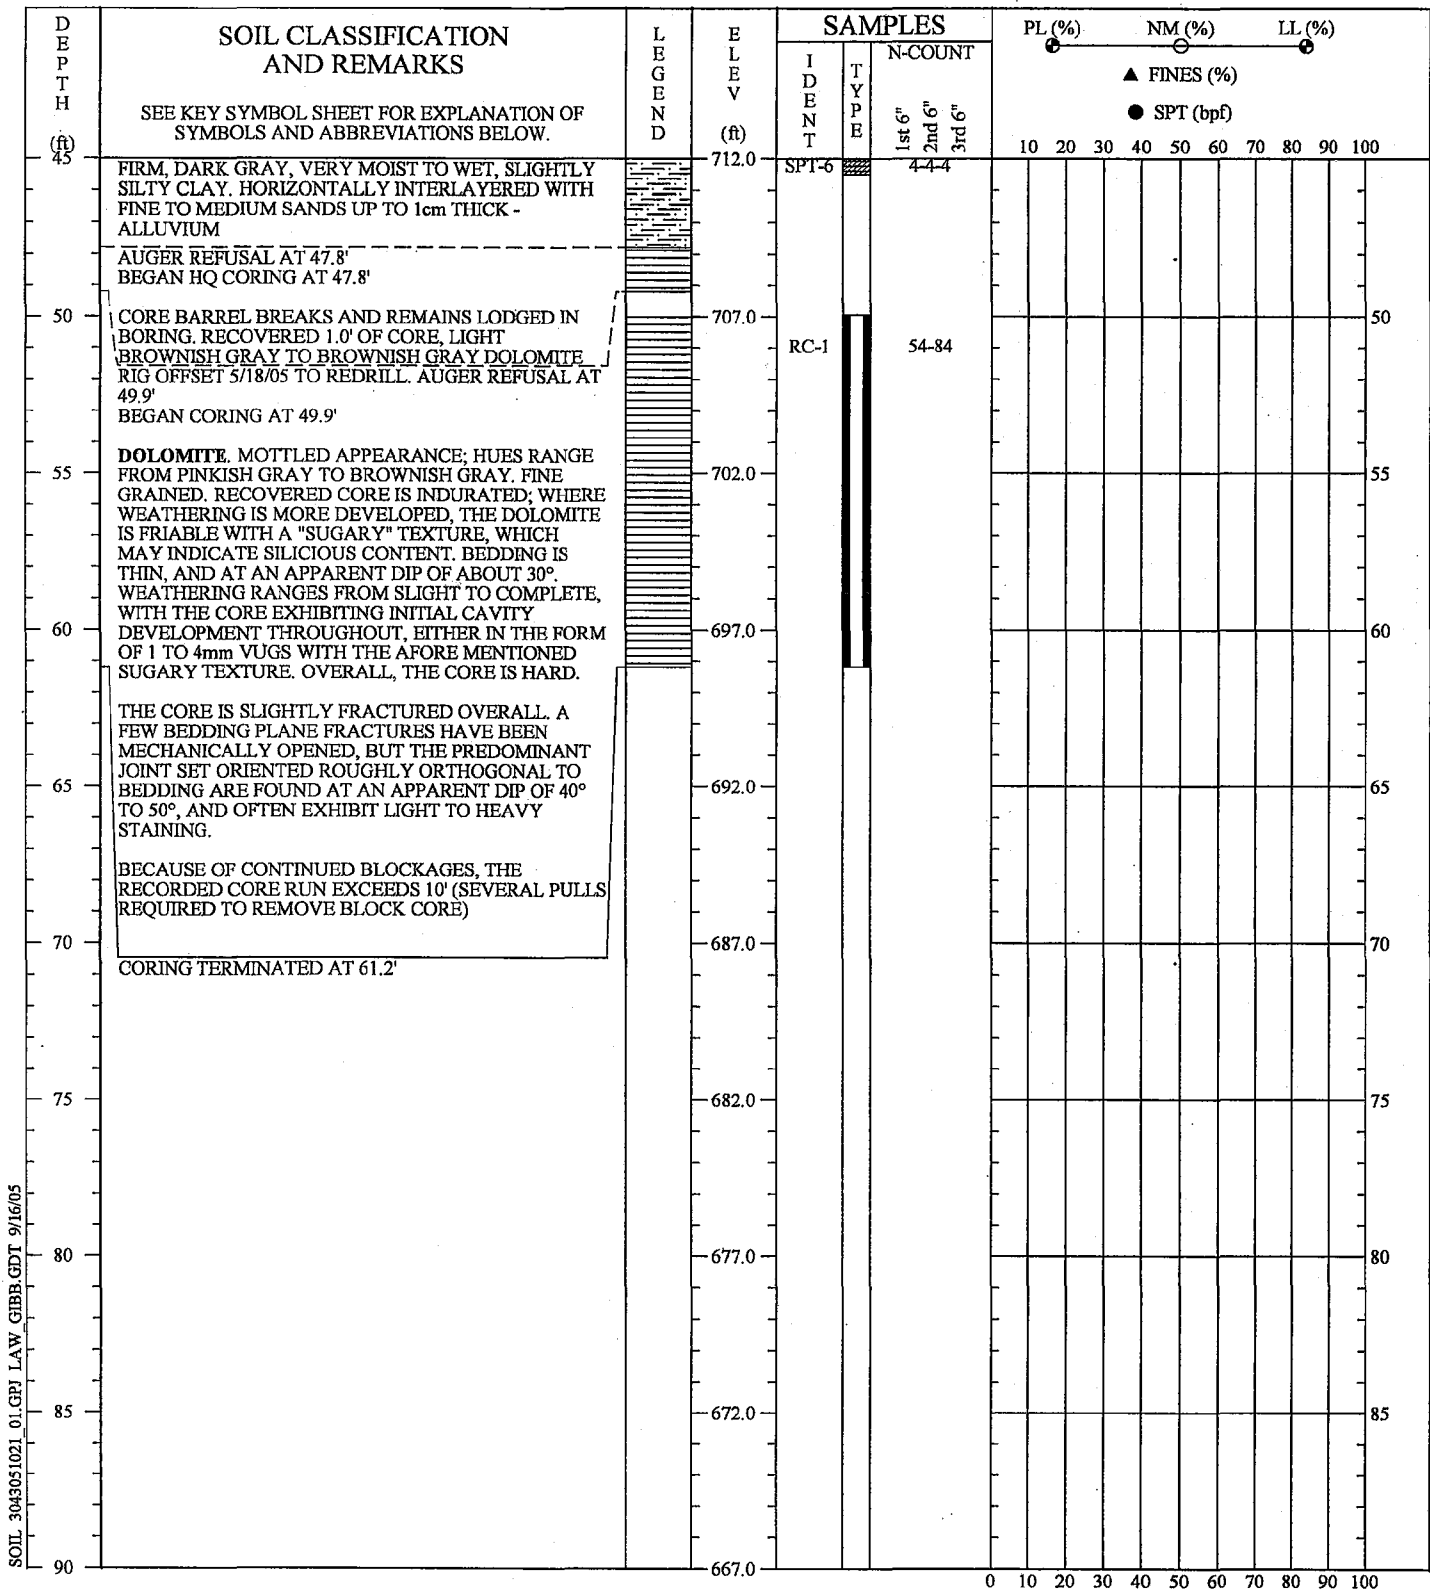 DEPTH (ft)
SOIL CLASSIFICATION
AND REMARKS
SEE KEY SYMBOL SHEET FOR EXPLANATION OF
SYMBOLS AND ABBREVIATIONS BELOW.
LEGEND
ELEV (ft)
SAMPLES
IDENT
TYPE
N-COUNT
1st 6"
2nd 6"
3rd 6"
PL (%) NM (%) LL (%)
▲ FINES (%)
● SPT (bpf)
10 20 30 40 50 60 70 80 90 100
45
FIRM, DARK GRAY, VERY MOIST TO WET, SLIGHTLY
SILTY CLAY. HORIZONTALLY INTERLAYERED WITH
FINE TO MEDIUM SANDS UP TO 1cm THICK -
ALLUVIUM
712.0
SPT-6 4-4-4
AUGER REFUSAL AT 47.8'
BEGAN HQ CORING AT 47.8'
50 707.0 50
CORE BARREL BREAKS AND REMAINS LODGED IN
BORING. RECOVERED 1.0' OF CORE, LIGHT
BROWNISH GRAY TO BROWNISH GRAY DOLOMITE
RC-1 54-84
RIG OFFSET 5/18/05 TO REDRILL. AUGER REFUSAL AT
49.9'
BEGAN CORING AT 49.9'
DOLOMITE. MOTTLED APPEARANCE; HUES RANGE
FROM PINKISH GRAY TO BROWNISH GRAY. FINE
GRAINED. RECOVERED CORE IS INDURATED; WHERE
WEATHERING IS MORE DEVELOPED, THE DOLOMITE
IS FRIABLE WITH A "SUGARY" TEXTURE, WHICH
MAY INDICATE SILICIOUS CONTENT. BEDDING IS
THIN, AND AT AN APPARENT DIP OF ABOUT 30°.
WEATHERING RANGES FROM SLIGHT TO COMPLETE,
WITH THE CORE EXHIBITING INITIAL CAVITY
DEVELOPMENT THROUGHOUT, EITHER IN THE FORM
OF 1 TO 4mm VUGS WITH THE AFORE MENTIONED
SUGARY TEXTURE. OVERALL, THE CORE IS HARD.
55 702.0 55
60 697.0 60
THE CORE IS SLIGHTLY FRACTURED OVERALL. A
FEW BEDDING PLANE FRACTURES HAVE BEEN
MECHANICALLY OPENED, BUT THE PREDOMINANT
JOINT SET ORIENTED ROUGHLY ORTHOGONAL TO
BEDDING ARE FOUND AT AN APPARENT DIP OF 40°
TO 50°, AND OFTEN EXHIBIT LIGHT TO HEAVY
STAINING.
65 692.0 65
BECAUSE OF CONTINUED BLOCKAGES, THE
RECORDED CORE RUN EXCEEDS 10' (SEVERAL PULLS
REQUIRED TO REMOVE BLOCK CORE)
70 687.0 70
CORING TERMINATED AT 61.2'
75 682.0 75
80 677.0 80
85 672.0 85
90 667.0
0 10 20 30 40 50 60 70 80 90 100
SOIL 3043051021_01.GPJ LAW_GIBB.GDT 9/16/05